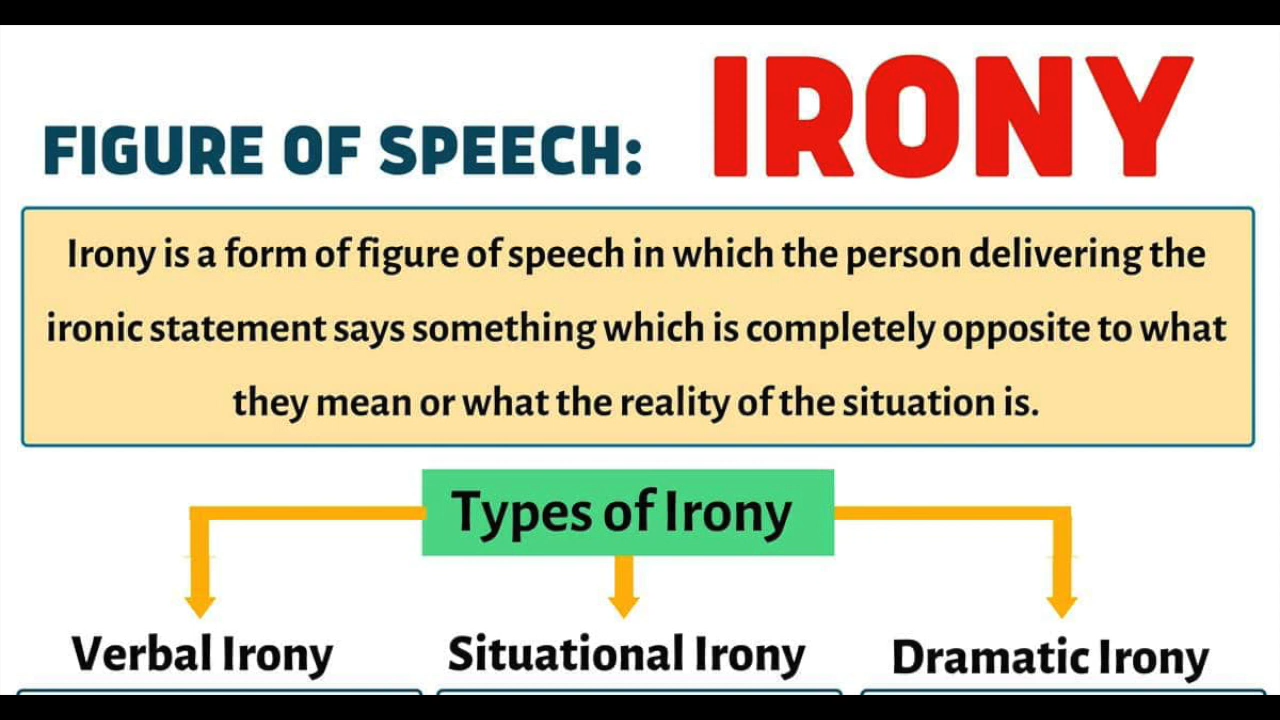 FIGURE OF SPEECH: IRONY
Irony is a form of figure of speech in which the person delivering the
ironic statement says something which is completely opposite to what
they mean or what the reality of the situation is.
Types of Irony
Verbal Irony Situational Irony Dramatic Irony